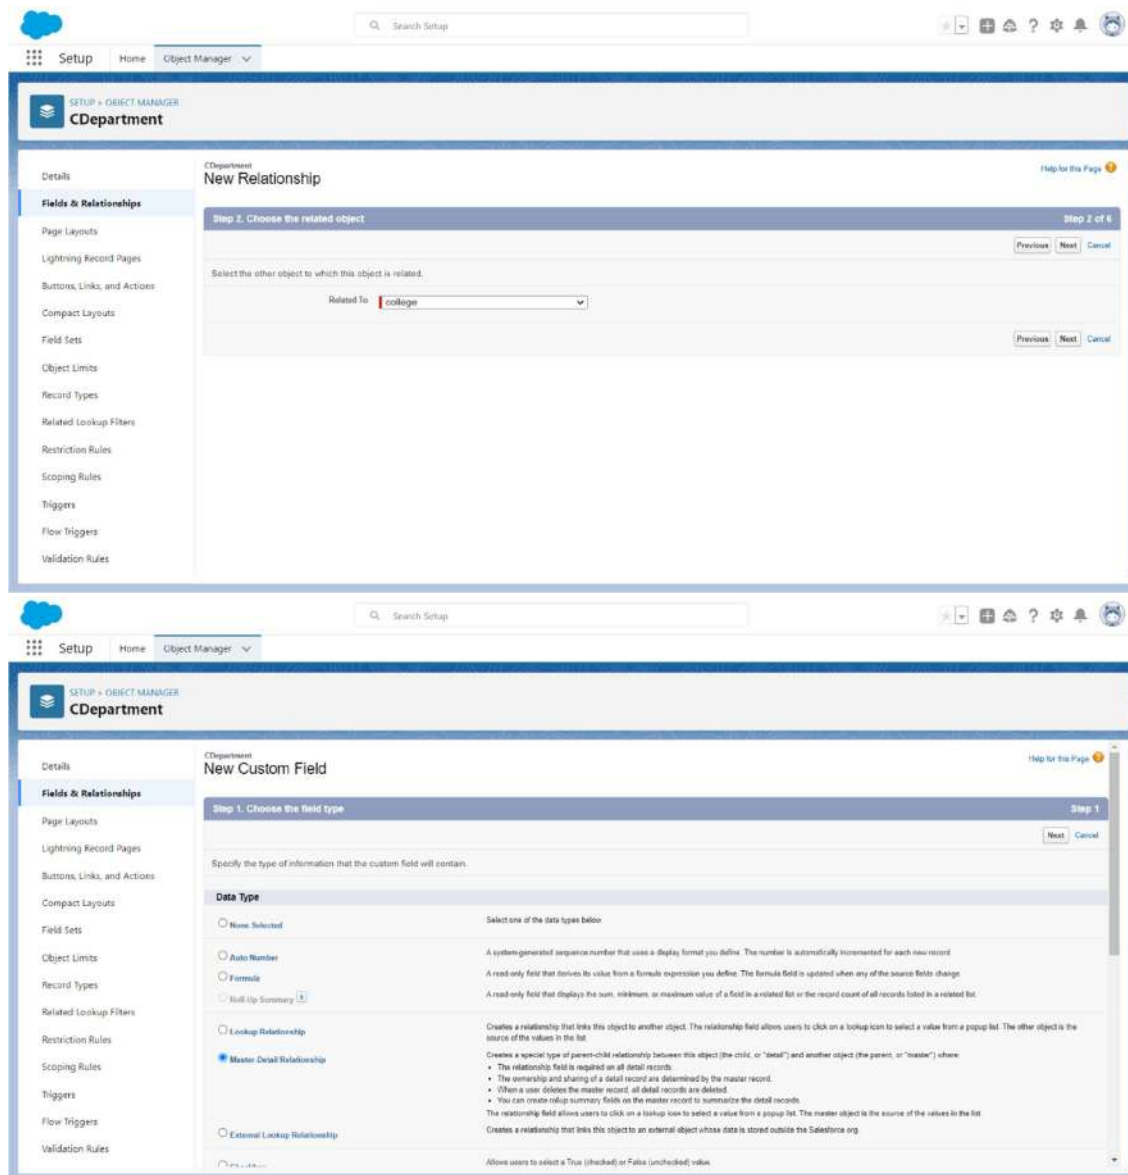 Search Setup
Setup Home Object Manager
SETUP > OBJECT MANAGER
CDepartment
Details
Fields & Relationships
Page Layouts
Lightning Record Pages
Buttons, Links, and Actions
Compact Layouts
Field Sets
Object Limits
Record Types
Related Lookup Filters
Restriction Rules
Scoping Rules
Triggers
Flow Triggers
Validation Rules
CDepartment
New Relationship
Help for this Page
Step 2. Choose the related object Step 2 of 6
Previous Next Cancel
Select the other object to which this object is related.
Related To college
Previous Next Cancel
Search Setup
Setup Home Object Manager
SETUP > OBJECT MANAGER
CDepartment
Details
Fields & Relationships
Page Layouts
Lightning Record Pages
Buttons, Links, and Actions
Compact Layouts
Field Sets
Object Limits
Record Types
Related Lookup Filters
Restriction Rules
Scoping Rules
Triggers
Flow Triggers
Validation Rules
CDepartment
New Custom Field
Help for this Page
Step 1. Choose the field type Step 1
Next Cancel
Specify the type of information that the custom field will contain.
Data Type
None Selected Select one of the data types below
Auto Number A system-generated sequence number that uses a display format you define. The number is automatically incremented for each new record
Formula A read-only field that derives its value from a formula expression you define. The formula field is updated when any of the source fields change.
Roll-Up Summary A read-only field that displays the sum, minimum, or maximum value of a field in a related list or the record count of all records listed in a related list.
Lookup Relationship Creates a relationship that links this object to another object. The relationship field allows users to click on a lookup icon to select a value from a popup list. The other object is the
source of the values in the list
Master-Detail Relationship Creates a special type of parent-child relationship between this object (the child, or "detail") and another object (the parent, or "master") where:
• The relationship field is required on all detail records.
• The ownership and sharing of a detail record are determined by the master record.
• When a user deletes the master record, all detail records are deleted.
• You can create rollup summary fields on the master record to summarize the detail records.
The relationship field allows users to click on a lookup icon to select a value from a popup list. The master object is the source of the values in the list
External Lookup Relationship Creates a relationship that links this object to an external object whose data is stored outside the Salesforce org.
Allows users to select a True (checked) or False (unchecked) value.